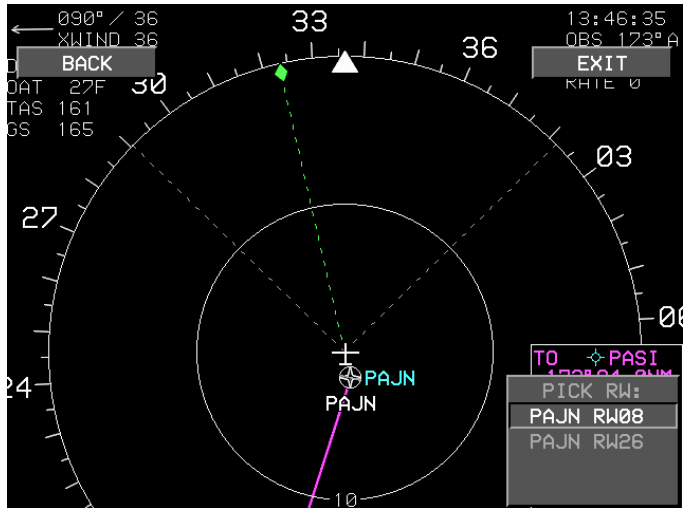 090°/ 36
XWIND 36
33
13:46:35
OBS 173°A
36
BACK
EXIT
OAT 27F
30
RATE 0
TAS 161
GS 165
03
27
06
TO PASI
PAJN
PAJN
24
PICK RW:
PAJN RW08
PAJN RW26
10